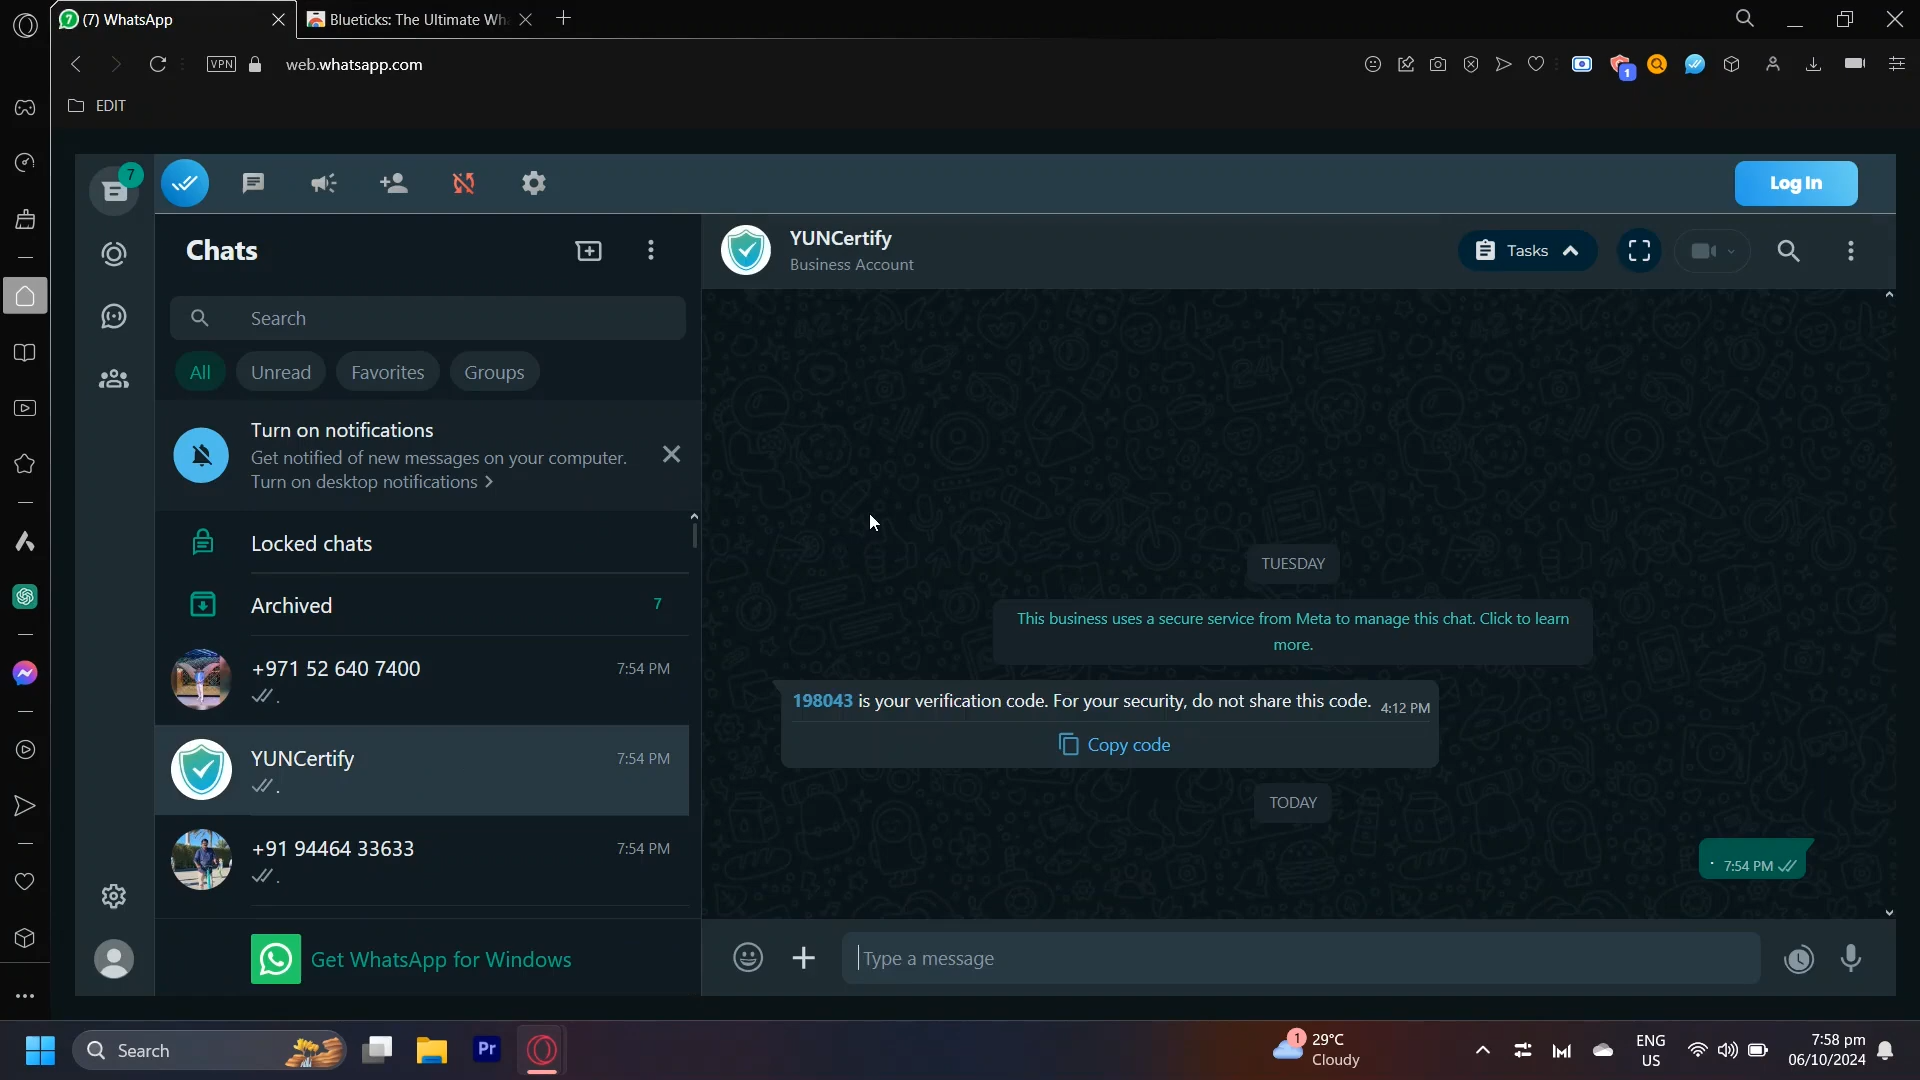 (7) WhatsApp
Blueticks: The Ultimate Wh
VPN
web.whatsapp.com
1
EDIT
7
Log In
Chats
YUNCertify
Business Account
Tasks
Search
All
Unread
Favorites
Groups
Turn on notifications
Get notified of new messages on your computer.
Turn on desktop notifications >
Locked chats
Archived
7
+971 52 640 7400
7:54 PM
.
YUNCertify
7:54 PM
.
+91 94464 33633
7:54 PM
.
Get WhatsApp for Windows
TUESDAY
This business uses a secure service from Meta to manage this chat. Click to learn
more.
198043 is your verification code. For your security, do not share this code. 4:12 PM
Copy code
TODAY
. 7:54 PM
Type a message
Search
Pr
1
29°C
Cloudy
ENG
US
7:58 pm
06/10/2024